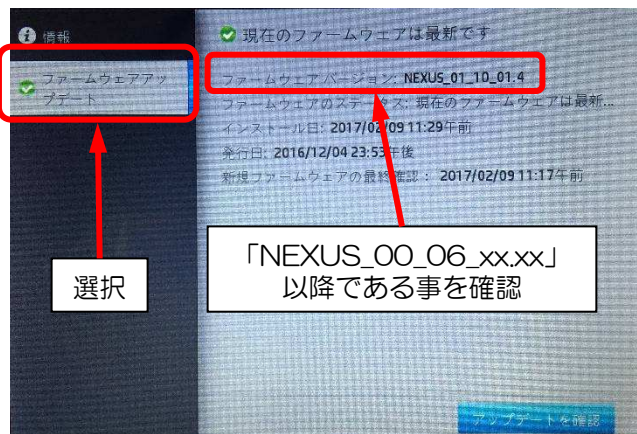 情報
ファームウェアアッ
プデート
現在のファームウェアは最新です
ファームウェア バージョン: NEXUS_01_10_01.4
ファームウェアのステータス: 現在のファームウェアは最新...
インストール日: 2017/02/09 11:29午前
発行日: 2016/12/04 23:53午後
新規ファームウェアの最終確認： 2017/02/09 11:17午前
選択
「NEXUS_00_06_xx.xx」
以降である事を確認
アップデートを確認